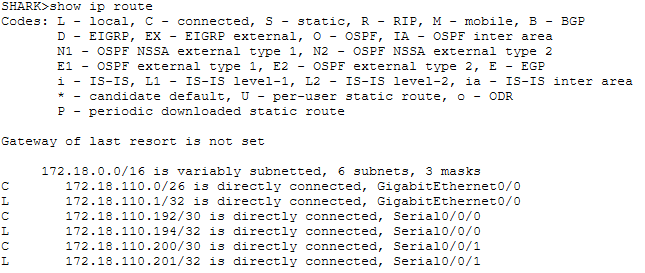 SHARK>show ip route
Codes: L - local, C - connected, S - static, R - RIP, M - mobile, B - BGP
D - EIGRP, EX - EIGRP external, O - OSPF, IA - OSPF inter area
N1 - OSPF NSSA external type 1, N2 - OSPF NSSA external type 2
E1 - OSPF external type 1, E2 - OSPF external type 2, E - EGP
i - IS-IS, L1 - IS-IS level-1, L2 - IS-IS level-2, ia - IS-IS inter area
* - candidate default, U - per-user static route, o - ODR
P - periodic downloaded static route
Gateway of last resort is not set
172.18.0.0/16 is variably subnetted, 6 subnets, 3 masks
C 172.18.110.0/26 is directly connected, GigabitEthernet0/0
L 172.18.110.1/32 is directly connected, GigabitEthernet0/0
C 172.18.110.192/30 is directly connected, Serial0/0/0
L 172.18.110.194/32 is directly connected, Serial0/0/0
C 172.18.110.200/30 is directly connected, Serial0/0/1
L 172.18.110.201/32 is directly connected, Serial0/0/1